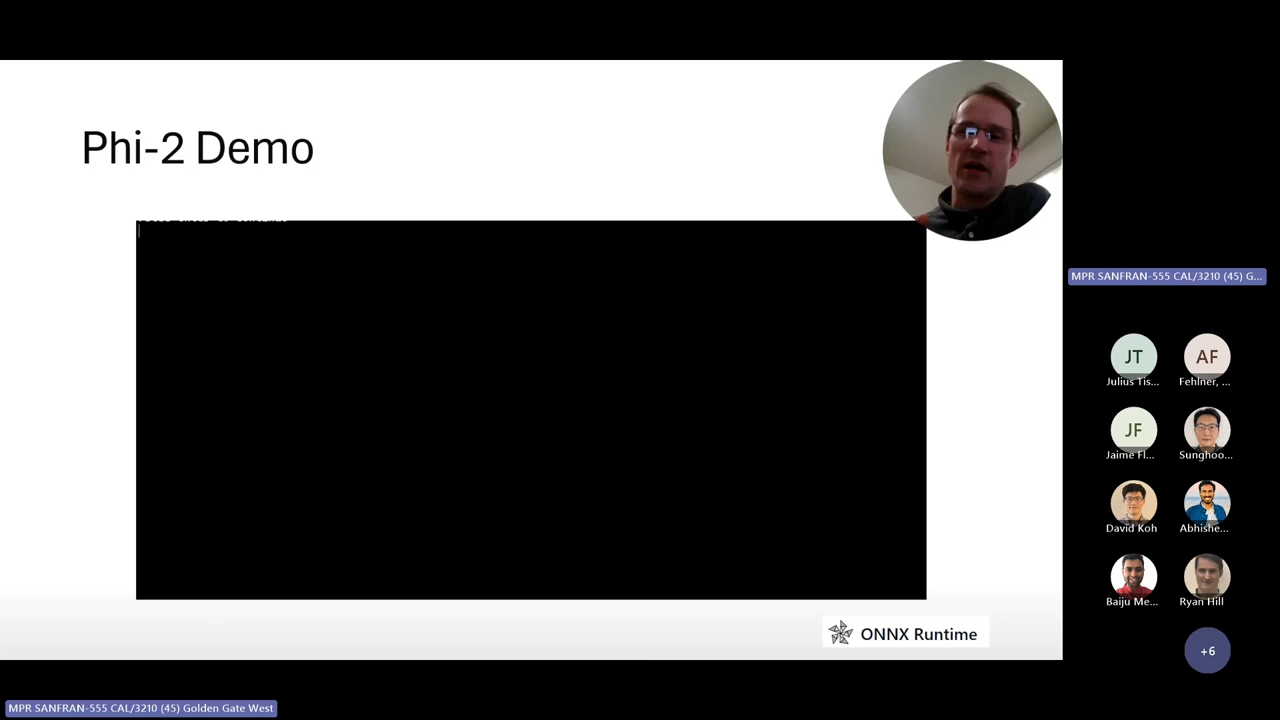 Phi-2 Demo
MPR SANFRAN-555 CAL/3210 (45) G...
JT
AF
Julius Tis...
Fehlner, ...
JF
Jaime Fl...
Sunghoo...
David Koh
Abhishe...
Baiju Me...
Ryan Hill
ONNX Runtime
+6
MPR SANFRAN-555 CAL/3210 (45) Golden Gate West